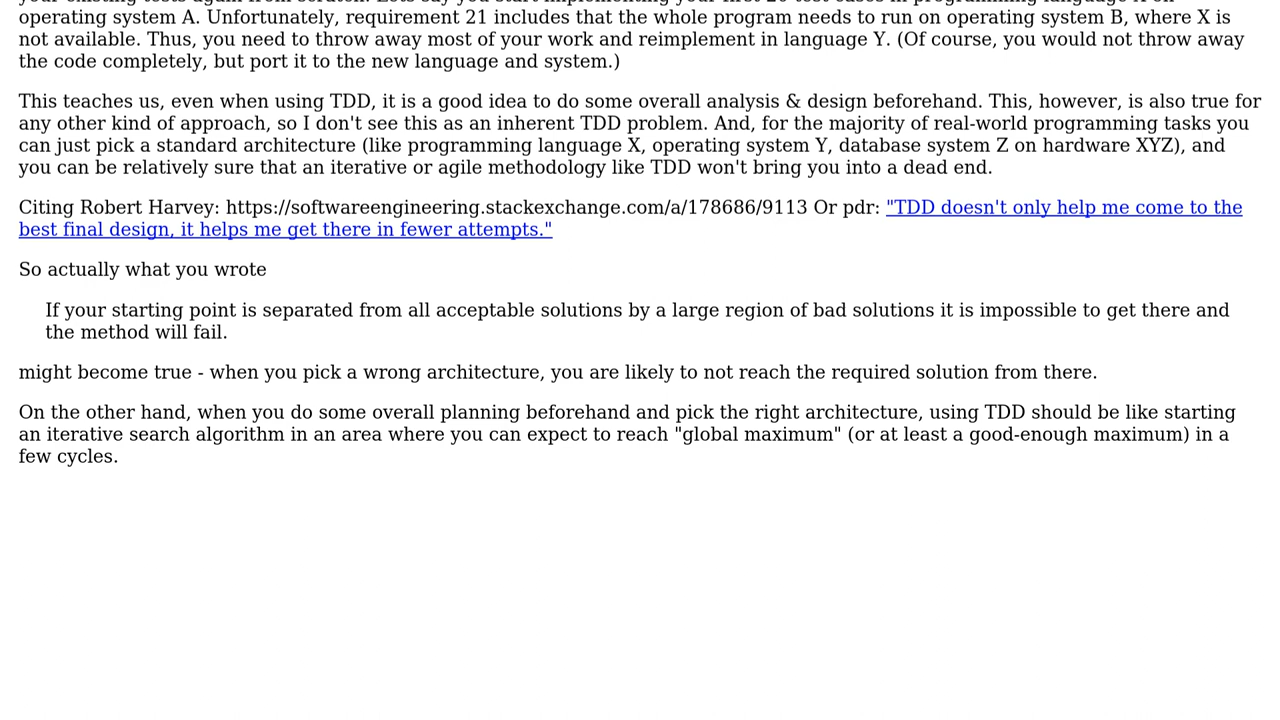 operating system A. Unfortunately, requirement 21 includes that the whole program needs to run on operating system B, where X is
not available. Thus, you need to throw away most of your work and reimplement in language Y. (Of course, you would not throw away
the code completely, but port it to the new language and system.)
This teaches us, even when using TDD, it is a good idea to do some overall analysis & design beforehand. This, however, is also true for
any other kind of approach, so I don't see this as an inherent TDD problem. And, for the majority of real-world programming tasks you
can just pick a standard architecture (like programming language X, operating system Y, database system Z on hardware XYZ), and
you can be relatively sure that an iterative or agile methodology like TDD won't bring you into a dead end.
Citing Robert Harvey: https://softwareengineering.stackexchange.com/a/178686/9113 Or pdr: "TDD doesn't only help me come to the
best final design, it helps me get there in fewer attempts."
So actually what you wrote
If your starting point is separated from all acceptable solutions by a large region of bad solutions it is impossible to get there and
the method will fail.
might become true - when you pick a wrong architecture, you are likely to not reach the required solution from there.
On the other hand, when you do some overall planning beforehand and pick the right architecture, using TDD should be like starting
an iterative search algorithm in an area where you can expect to reach "global maximum" (or at least a good-enough maximum) in a
few cycles.